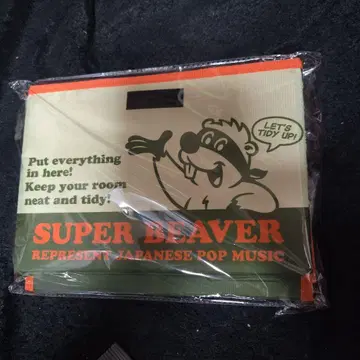 LET'S
TIDY UP!
Put everything
in here!
Keep your room
neat and tidy!
SUPER BEAVER
REPRESENT JAPANESE POP MUSIC